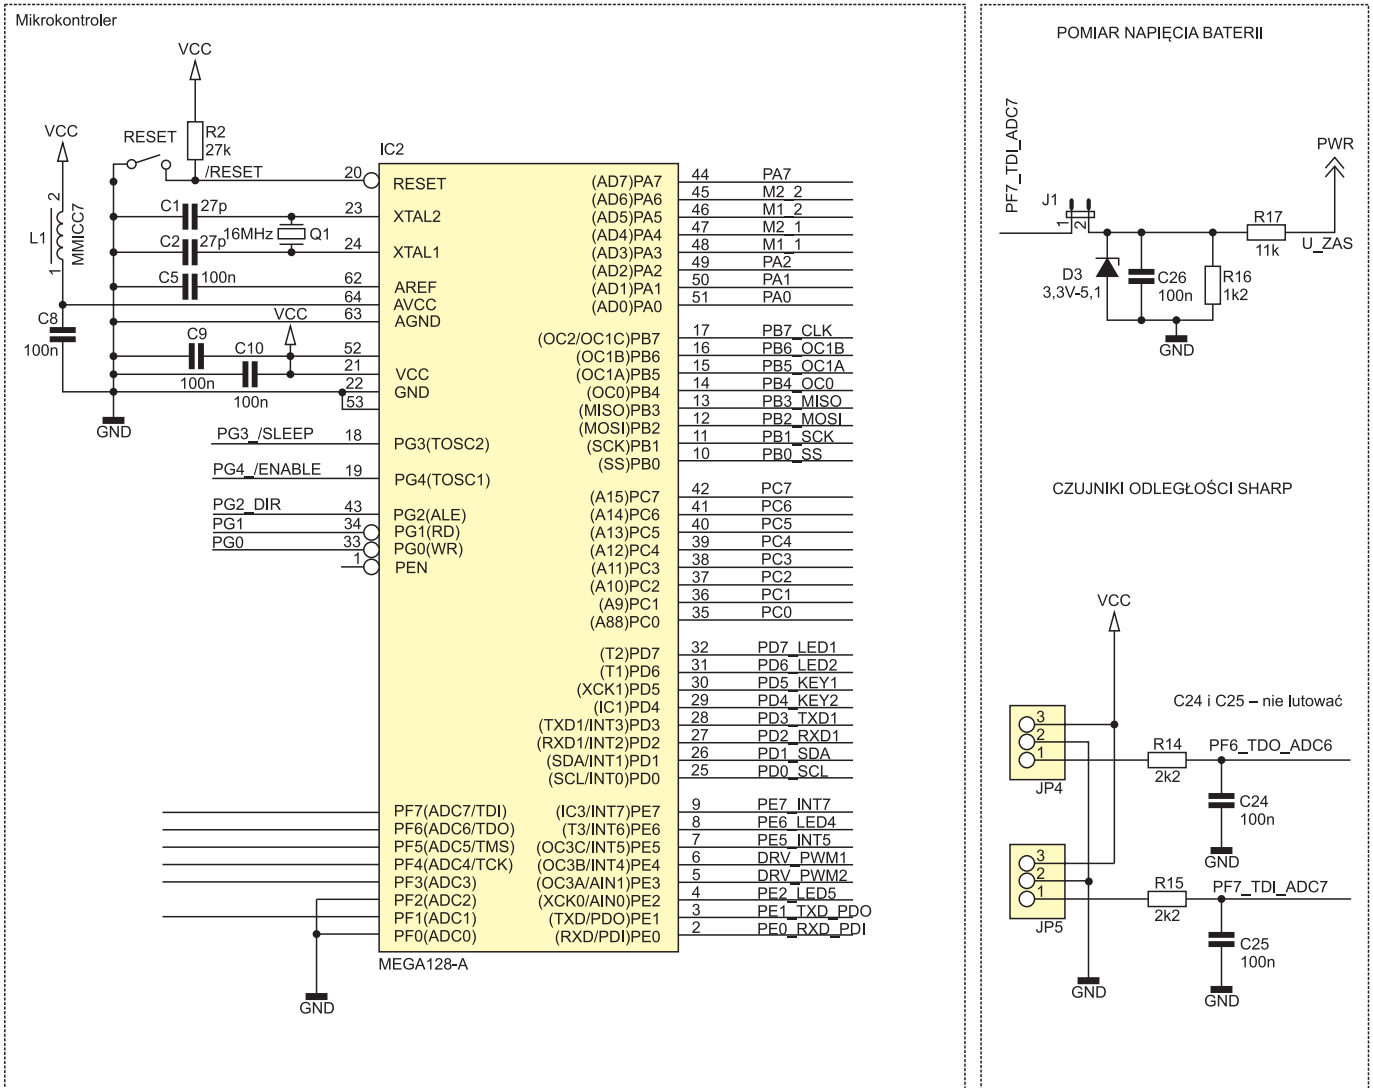 Mikrokontroler
VCC
VCC
RESET
R2
27k
/RESET
L1
2
1
MMICC7
C1
27p
C2
27p
16MHz
Q1
C5
100n
C8
100n
VCC
C9
100n
C10
100n
GND
IC2
20
RESET
23
XTAL2
24
XTAL1
62
AREF
64
AVCC
63
AGND
52
21
VCC
22
GND
53
PG3_/SLEEP
18
PG3(TOSC2)
PG4_/ENABLE
19
PG4(TOSC1)
PG2_DIR
43
PG2(ALE)
PG1
34
PG1(RD)
PG0
33
PG0(WR)
1
PEN
PF7(ADC7/TDI)
PF6(ADC6/TDO)
PF5(ADC5/TMS)
PF4(ADC4/TCK)
PF3(ADC3)
PF2(ADC2)
PF1(ADC1)
PF0(ADC0)
GND
MEGA128-A
(AD7)PA7 44 PA7
(AD6)PA6 45 M2_2
(AD5)PA5 46 M1_2
(AD4)PA4 47 M2_1
(AD3)PA3 48 M1_1
(AD2)PA2 49 PA2
(AD1)PA1 50 PA1
(AD0)PA0 51 PA0
(OC2/OC1C)PB7 17 PB7_CLK
(OC1B)PB6 16 PB6_OC1B
(OC1A)PB5 15 PB5_OC1A
(OC0)PB4 14 PB4_OC0
(MISO)PB3 13 PB3_MISO
(MOSI)PB2 12 PB2_MOSI
(SCK)PB1 11 PB1_SCK
(SS)PB0 10 PB0_SS
(A15)PC7 42 PC7
(A14)PC6 41 PC6
(A13)PC5 40 PC5
(A12)PC4 39 PC4
(A11)PC3 38 PC3
(A10)PC2 37 PC2
(A9)PC1 36 PC1
(A88)PC0 35 PC0
(T2)PD7 32 PD7_LED1
(T1)PD6 31 PD6_LED2
(XCK1)PD5 30 PD5_KEY1
(IC1)PD4 29 PD4_KEY2
(TXD1/INT3)PD3 28 PD3_TXD1
(RXD1/INT2)PD2 27 PD2_RXD1
(SDA/INT1)PD1 26 PD1_SDA
(SCL/INT0)PD0 25 PD0_SCL
(IC3/INT7)PE7 9 PE7_INT7
(T3/INT6)PE6 8 PE6_LED4
(OC3C/INT5)PE5 7 PE5_INT5
(OC3B/INT4)PE4 6 DRV_PWM1
(OC3A/AIN1)PE3 5 DRV_PWM2
(XCK0/AIN0)PE2 4 PE2_LED5
(TXD/PDO)PE1 3 PE1_TXD_PDO
(RXD/PDI)PE0 2 PE0_RXD_PDI
POMIAR NAPIĘCIA BATERII
PF7_TDI_ADC7
J1
1
2
PWR
R17
11k
U_ZAS
D3
3,3V-5,1
C26
100n
R16
1k2
GND
CZUJNIKI ODLEGŁOŚCI SHARP
VCC
C24 i C25 – nie lutować
3
2
1
JP4
R14
2k2
PF6_TDO_ADC6
C24
100n
GND
3
2
1
JP5
R15
2k2
PF7_TDI_ADC7
C25
100n
GND
GND